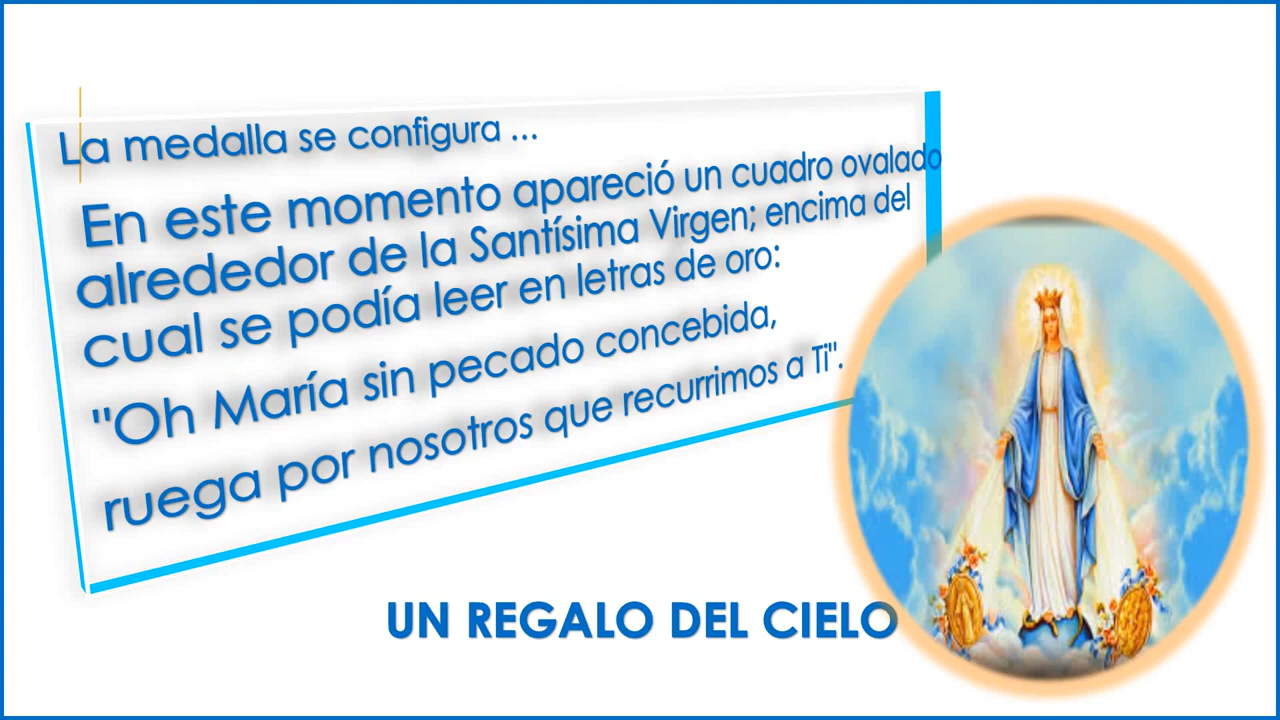 La medalla se configura ...
En este momento apareció un cuadro ovalado
alrededor de la Santísima Virgen; encima del
cual se podía leer en letras de oro:
"Oh María sin pecado concebida,
ruega por nosotros que recurrimos a Ti".
UN REGALO DEL CIELO